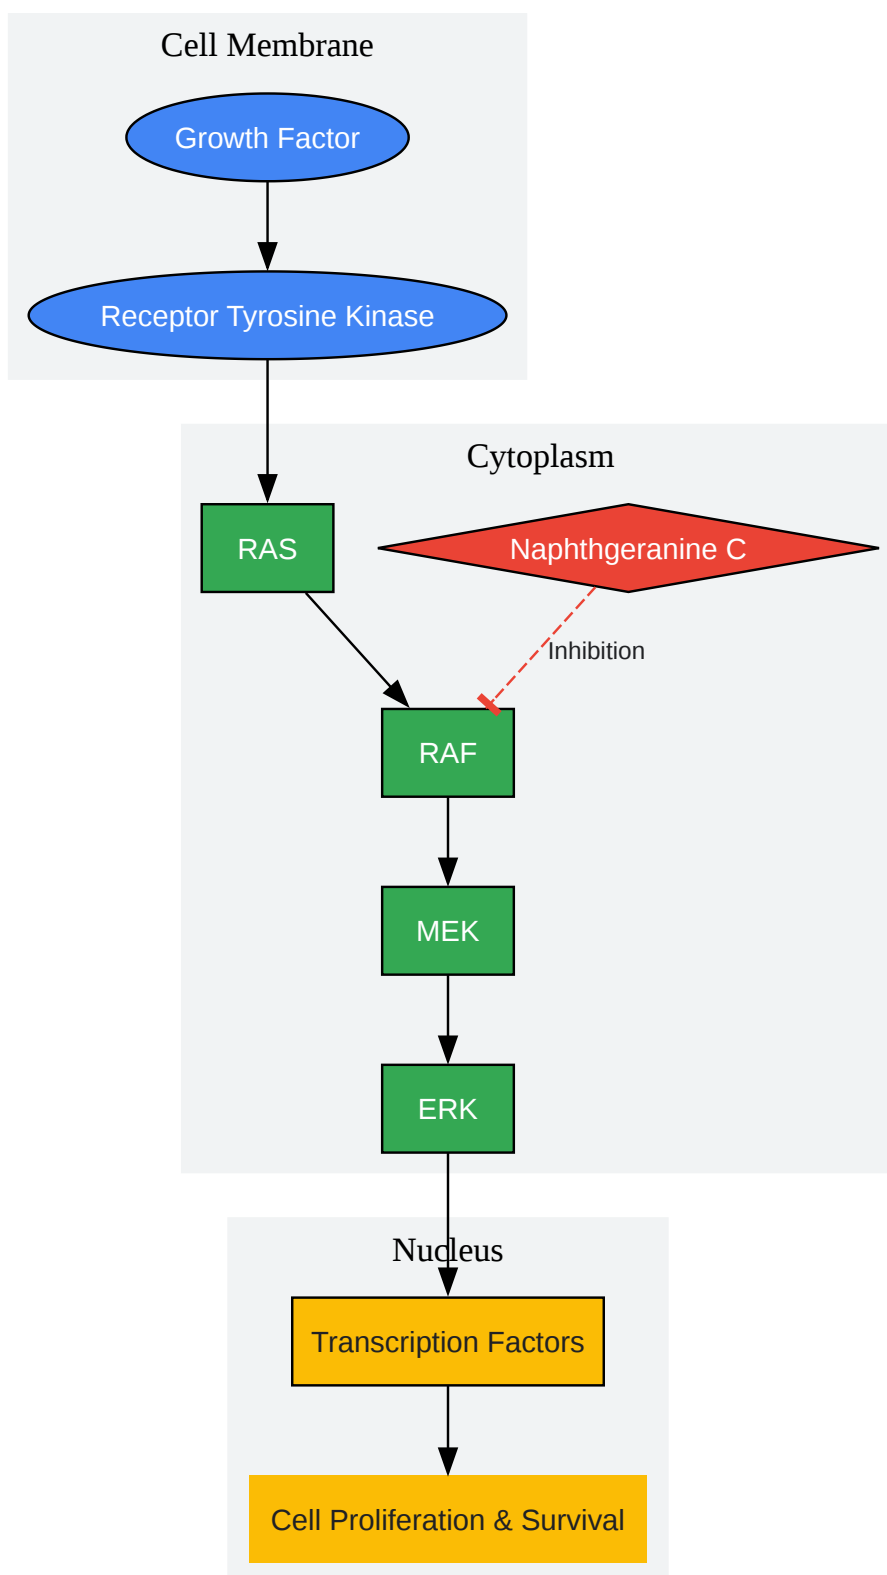 Cell Membrane
Growth Factor
Receptor Tyrosine Kinase
Cytoplasm
RAS
Naphthgeranine C
Inhibition
RAF
MEK
ERK
Nucleus
Transcription Factors
Cell Proliferation & Survival